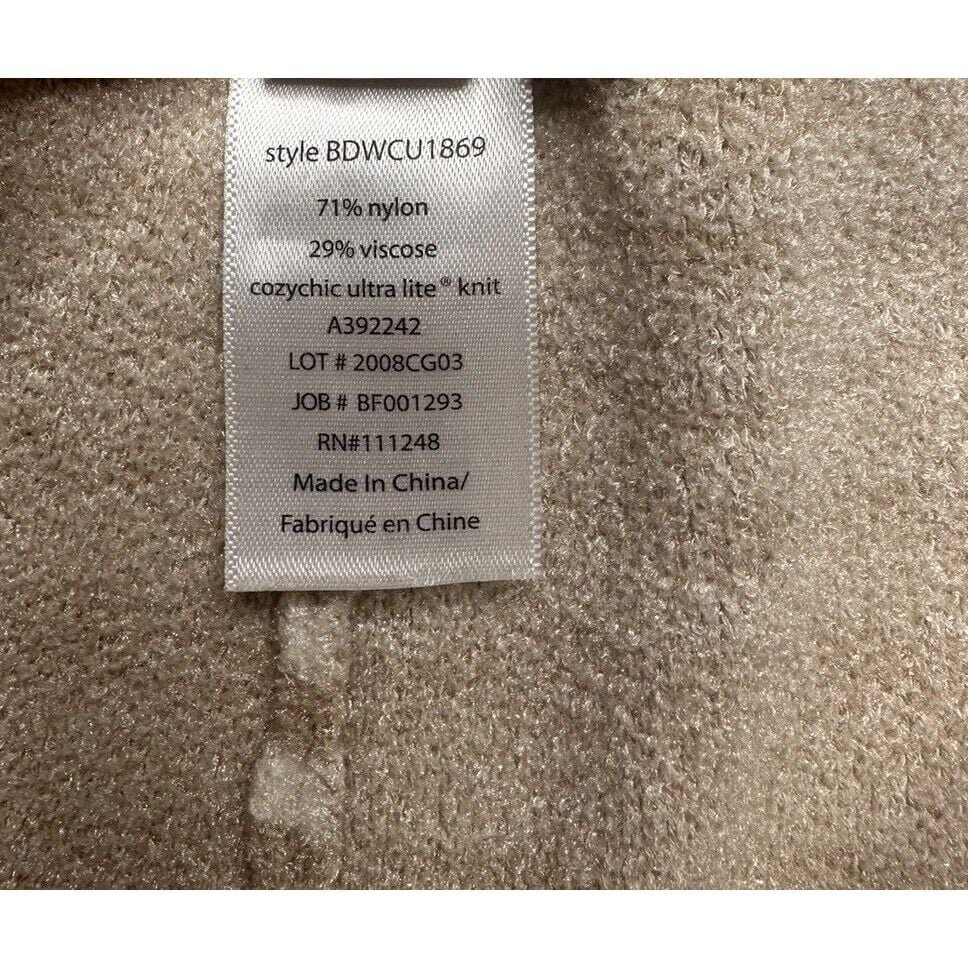 style BDWCU1869
71% nylon
29% viscose
cozychic ultra lite® knit
A392242
LOT # 2008CG03
JOB # BF001293
RN#111248
Made In China/
Fabriqué en Chine